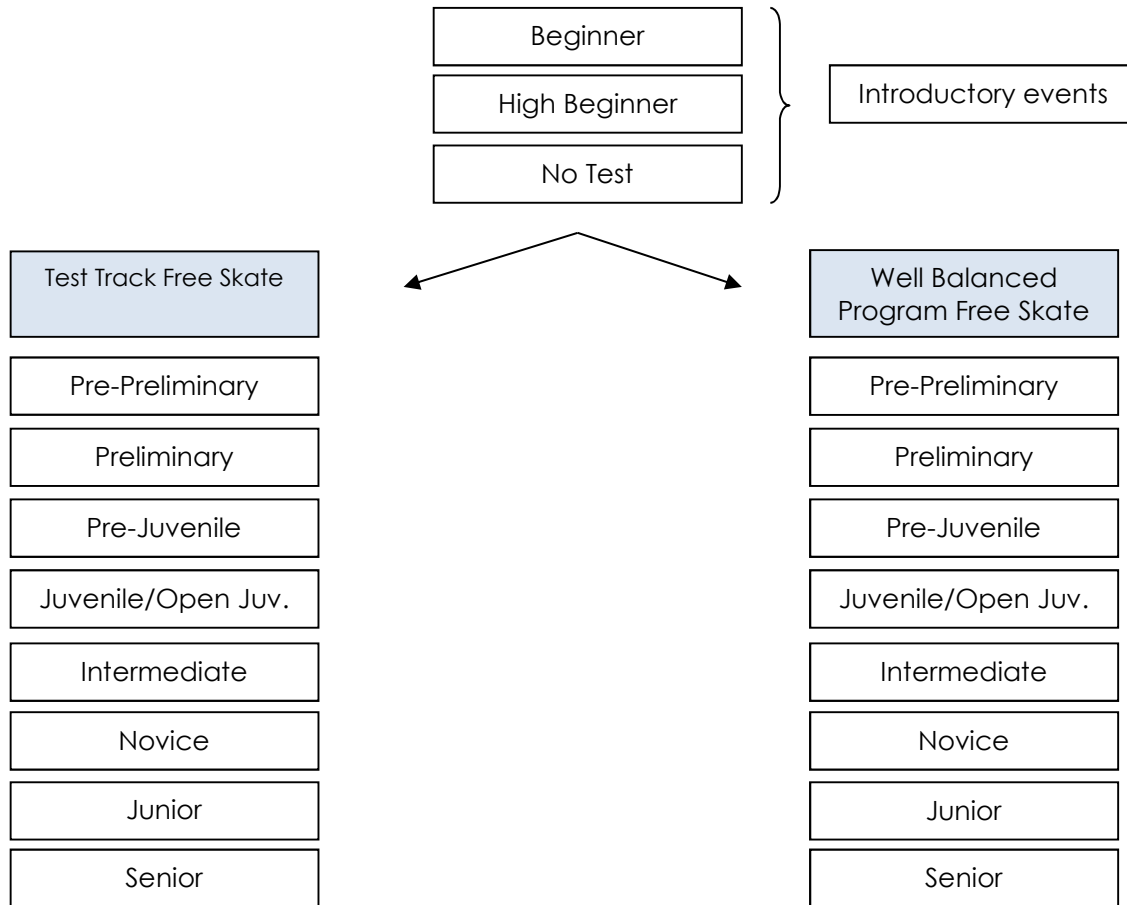 Beginner
High Beginner
Introductory events
No Test
Test Track Free Skate
Well Balanced
Program Free Skate
Pre-Preliminary
Pre-Preliminary
Preliminary
Preliminary
Pre-Juvenile
Pre-Juvenile
Juvenile/Open Juv.
Juvenile/Open Juv.
Intermediate
Intermediate
Novice
Novice
Junior
Junior
Senior
Senior